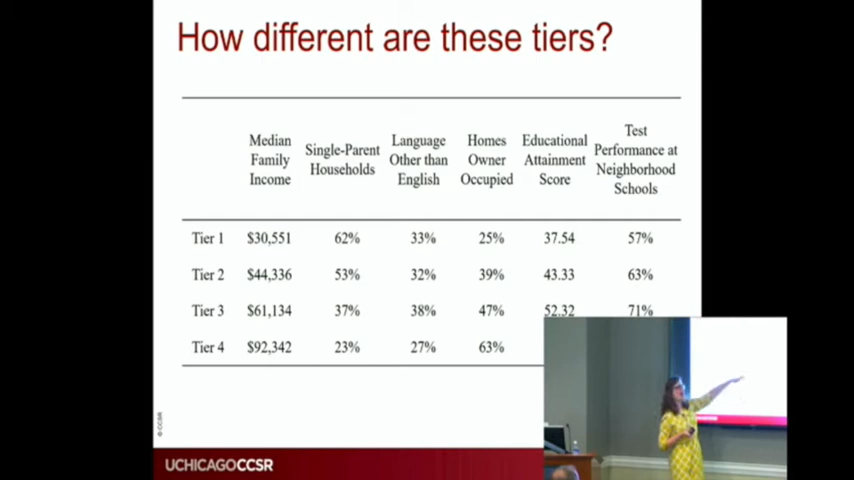 How different are these tiers?
Median Family Income
Single-Parent Households
Language Other than English
Homes Owner Occupied
Educational Attainment Score
Test Performance at Neighborhood Schools
Tier 1 $30,551 62% 33% 25% 37.54 57%
Tier 2 $44,336 53% 32% 39% 43.33 63%
Tier 3 $61,134 37% 38% 47% 52.32 71%
Tier 4 $92,342 23% 27% 63%
© CCSR
UCHICAGOCCSR